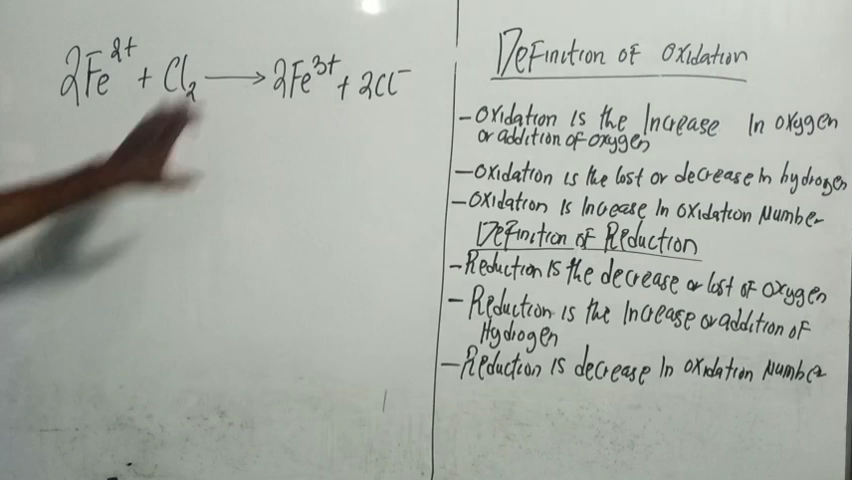 2Fe²⁺ + Cl₂ → 2Fe³⁺ + 2Cl⁻
Definition of Oxidation
- Oxidation is the Increase In oxygen
or addition of oxygen
- Oxidation is the lost or decrease in hydrogen
- Oxidation is Increase In oxidation Number
Definition of Reduction
- Reduction is the decrease or lost of oxygen
- Reduction is the Increase or addition of
Hydrogen
- Reduction is decrease In oxidation Number